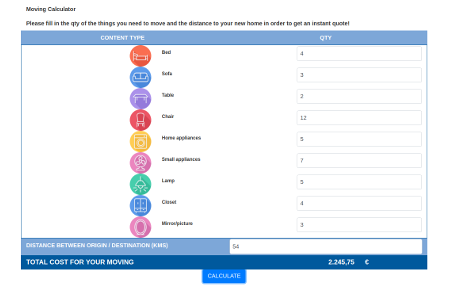 Moving Calculator
Please fill in the qty of the things you need to move and the distance to your new home in order to get an instant quote!
CONTENT TYPE QTY
Bed 4
Sofa 3
Table 2
Chair 12
Home appliances 5
Small appliances 7
Lamp 5
Closet 4
Mirror/picture 3
DISTANCE BETWEEN ORIGIN / DESTINATION (KMS) 54
TOTAL COST FOR YOUR MOVING 2.245,75 €
CALCULATE